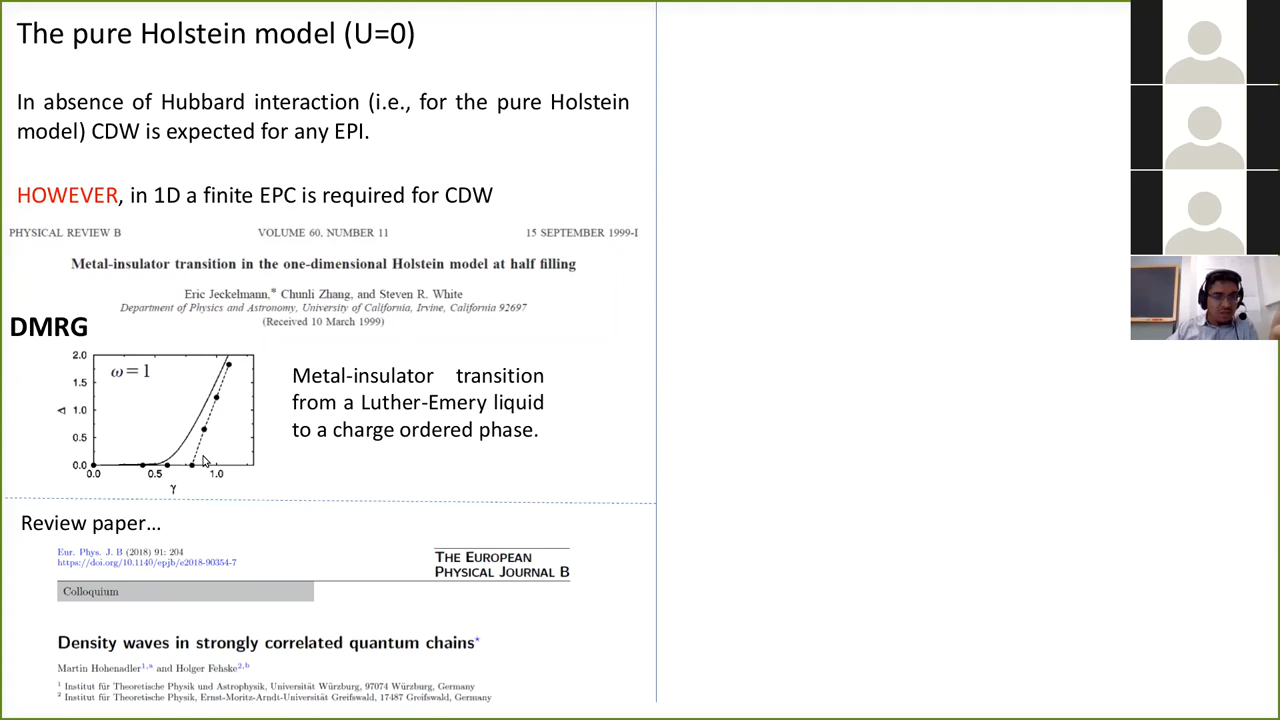 The pure Holstein model (U=0)
In absence of Hubbard interaction (i.e., for the pure Holstein
model) CDW is expected for any EPI.
HOWEVER, in 1D a finite EPC is required for CDW
PHYSICAL REVIEW B VOLUME 60, NUMBER 11 15 SEPTEMBER 1999-I
Metal-insulator transition in the one-dimensional Holstein model at half filling
Eric Jeckelmann,* Chunli Zhang, and Steven R. White
Department of Physics and Astronomy, University of California, Irvine, California 92697
(Received 10 March 1999)
DMRG
2.0
ω = 1
1.5
Δ 1.0
0.5
0.0
0.0 0.5 1.0
γ
Metal-insulator transition
from a Luther-Emery liquid
to a charge ordered phase.
Review paper...
Eur. Phys. J. B (2018) 91: 204
https://doi.org/10.1140/epjb/e2018-90354-7
THE EUROPEAN
PHYSICAL JOURNAL B
Colloquium
Density waves in strongly correlated quantum chains*
Martin Hohenadler1,a and Holger Fehske2,b
1 Institut für Theoretische Physik und Astrophysik, Universität Würzburg, 97074 Würzburg, Germany
2 Institut für Theoretische Physik, Ernst-Moritz-Arndt-Universität Greifswald, 17487 Greifswald, Germany